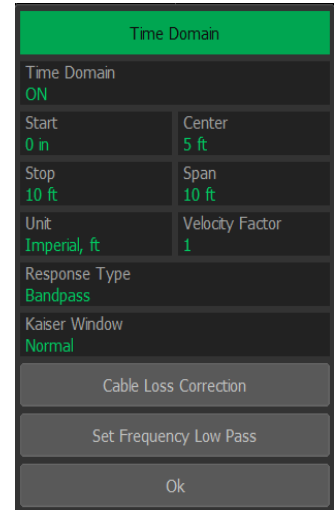 Time Domain
Time Domain
ON
Start
0 in
Center
5 ft
Stop
10 ft
Span
10 ft
Unit
Imperial, ft
Velocity Factor
1
Response Type
Bandpass
Kaiser Window
Normal
Cable Loss Correction
Set Frequency Low Pass
Ok